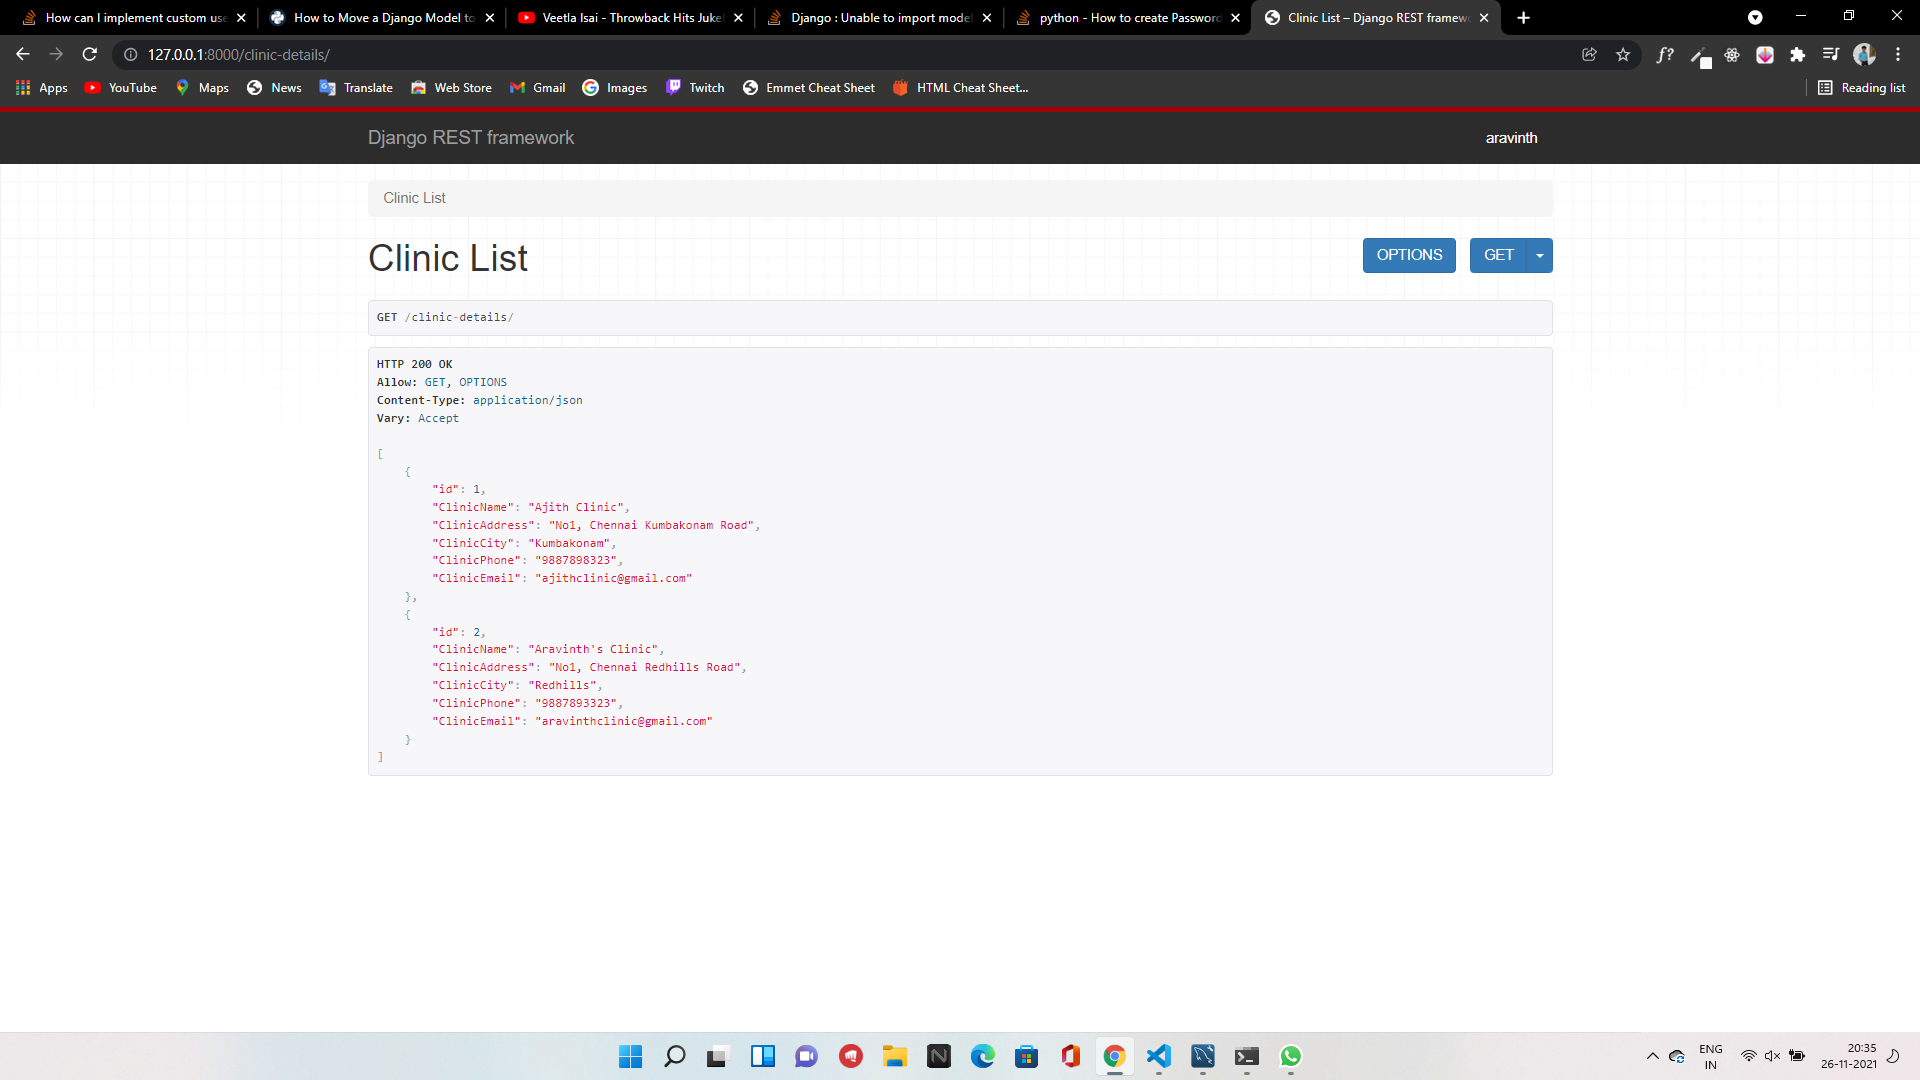 How can I implement custom use
How to Move a Django Model to
Veetla Isai - Throwback Hits Juke
Django : Unable to import model
python - How to create Password
Clinic List – Django REST framew
127.0.0.1:8000/clinic-details/
f?
Apps
YouTube
Maps
News
Translate
Web Store
Gmail
Images
Twitch
Emmet Cheat Sheet
HTML Cheat Sheet...
Reading list
Django REST framework
aravinth
Clinic List
Clinic List
OPTIONS
GET
GET /clinic-details/
HTTP 200 OK
Allow: GET, OPTIONS
Content-Type: application/json
Vary: Accept
[
{
"id": 1,
"ClinicName": "Ajith Clinic",
"ClinicAddress": "No1, Chennai Kumbakonam Road",
"ClinicCity": "Kumbakonam",
"ClinicPhone": "9887898323",
"ClinicEmail": "ajithclinic@gmail.com"
},
{
"id": 2,
"ClinicName": "Aravinth's Clinic",
"ClinicAddress": "No1, Chennai Redhills Road",
"ClinicCity": "Redhills",
"ClinicPhone": "9887893323",
"ClinicEmail": "aravinthclinic@gmail.com"
}
]
ENG
IN
20:35
26-11-2021